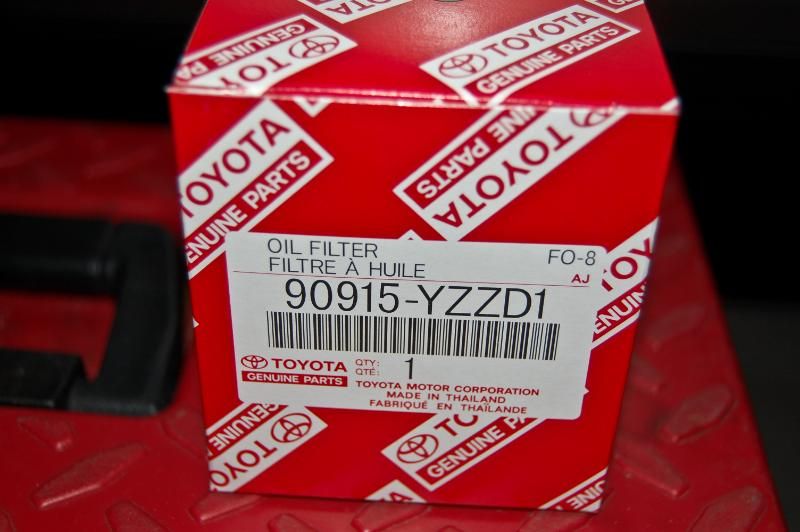 TOYOTA
GENUINE PARTS
TOYOTA
GENUINE PARTS
TOYOTA
GENUINE PARTS
TOYOTA
GENUINE PARTS
OIL FILTER
FO-8
FILTRE À HUILE
AJ
90915-YZZD1
TOYOTA
GENUINE PARTS
QTY:
QTÉ:
1
TOYOTA MOTOR CORPORATION
MADE IN THAILAND
FABRIQUÉ EN THAÏLANDE
TOYOTA
GENUINE
GENUINE PARTS